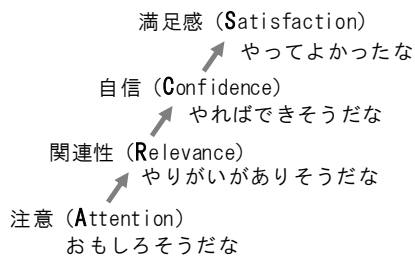 満足感（Satisfaction）
やってよかったな
自信（Confidence）
やればできそうだな
関連性（Relevance）
やりがいがありそうだな
注意（Attention）
おもしろそうだな